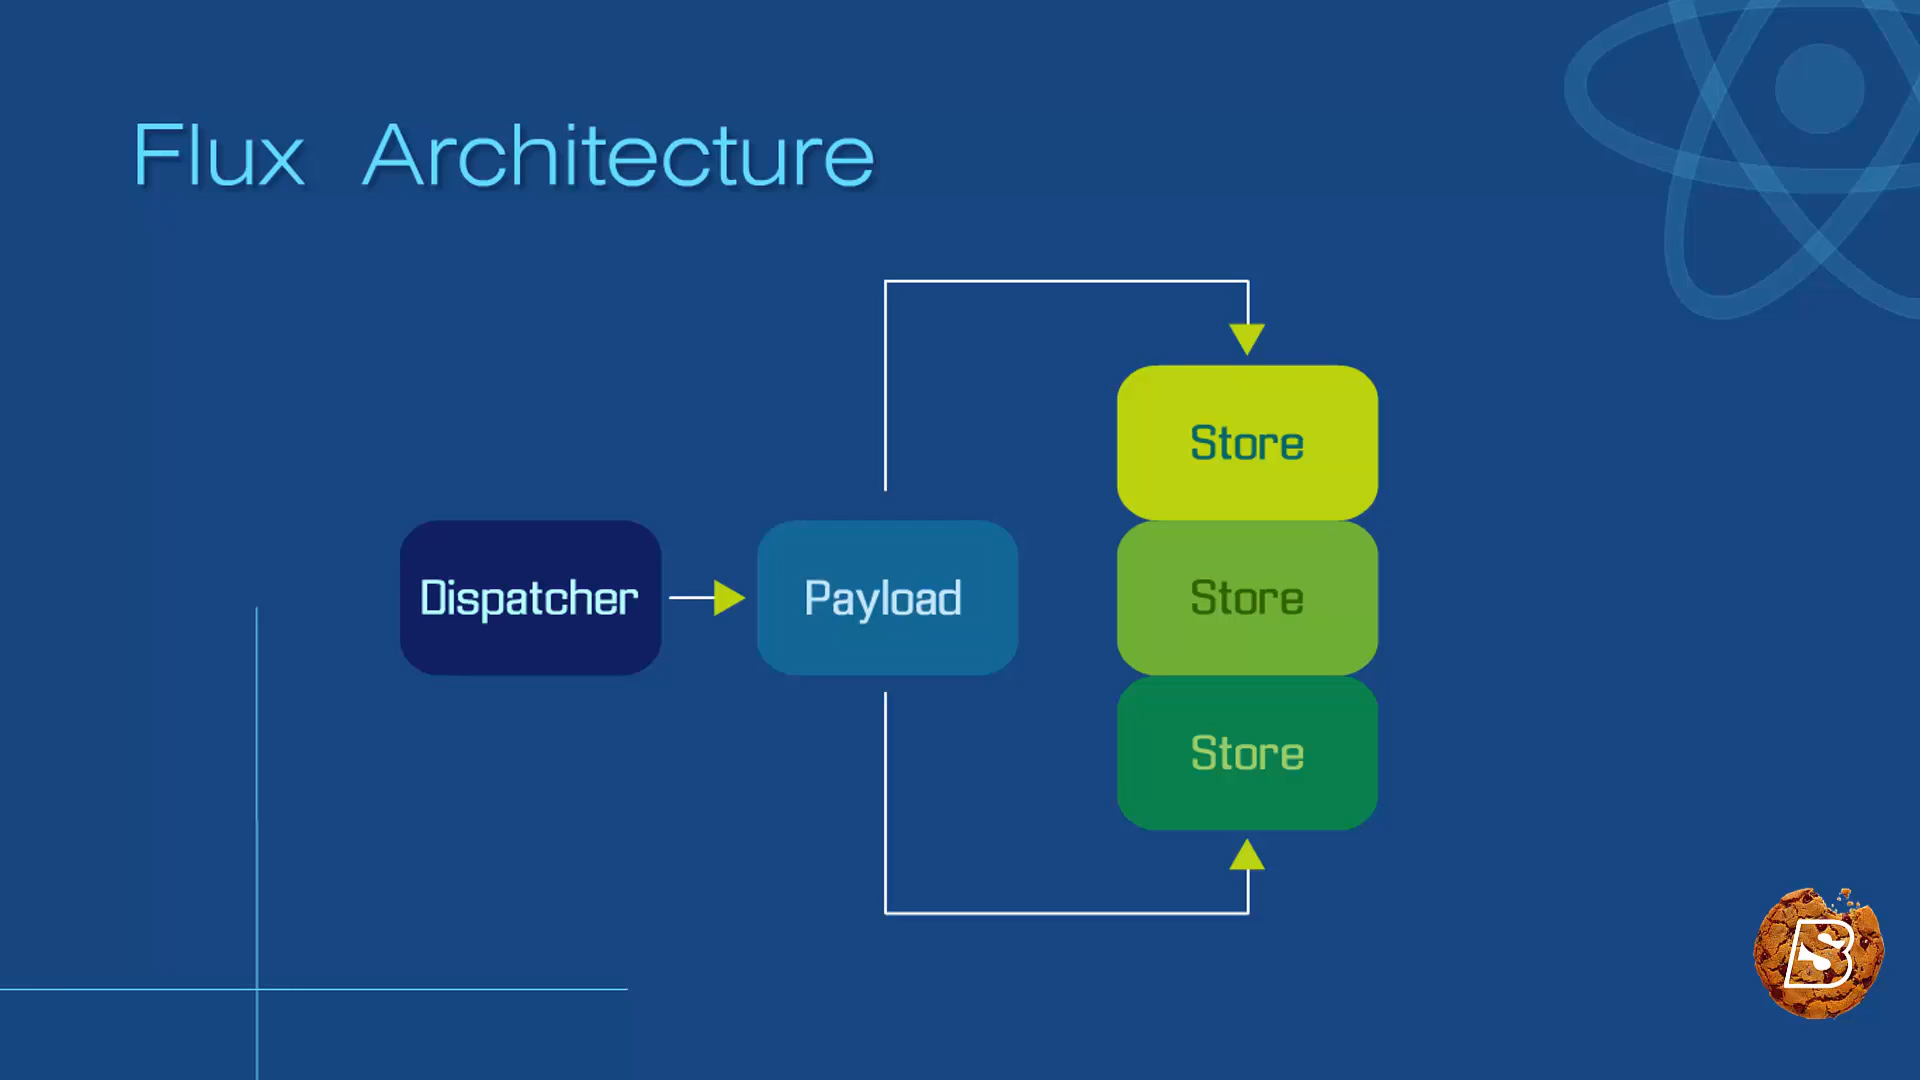 Flux Architecture
Store
Dispatcher
Payload
Store
Store
B